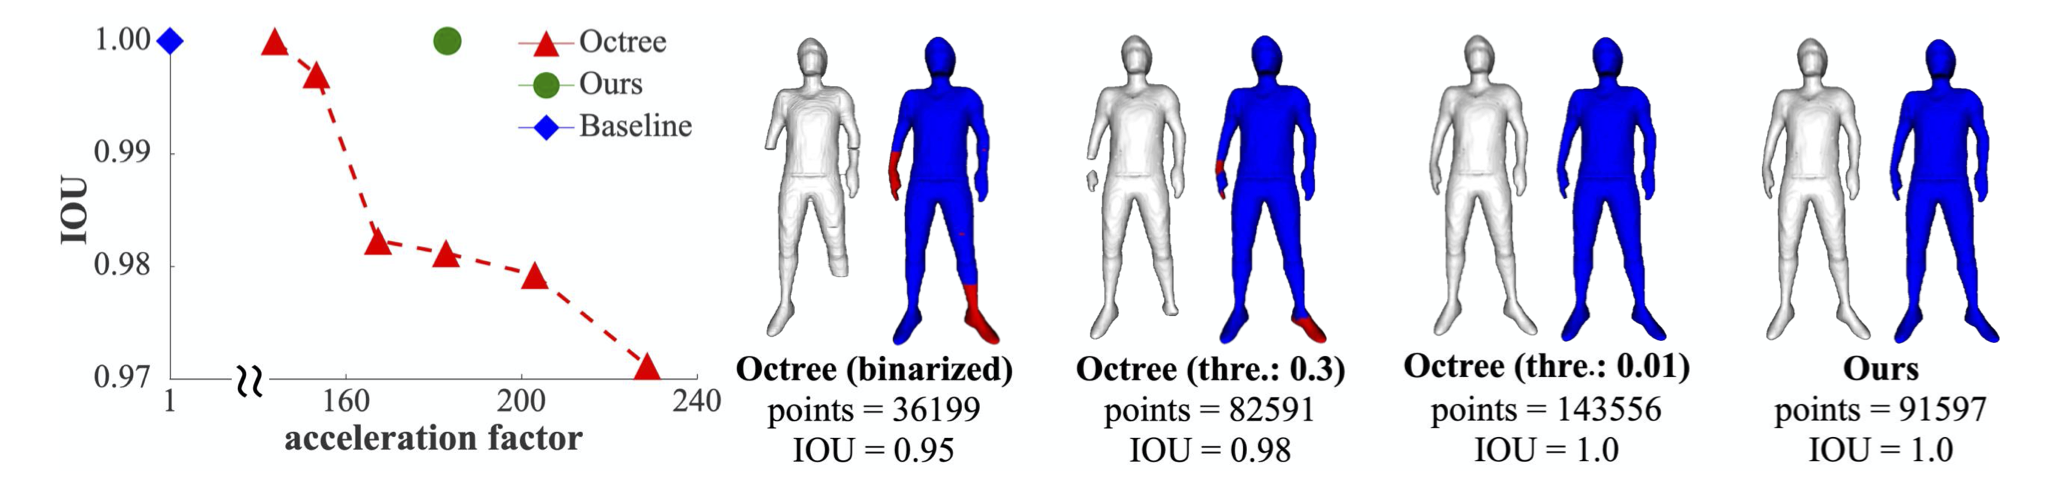 1.00
0.99
0.98
0.97
IOU
1
160
200
240
acceleration factor
Octree
Ours
Baseline
Octree (binarized)
points = 36199
IOU = 0.95
Octree (thre.: 0.3)
points = 82591
IOU = 0.98
Octree (thre.: 0.01)
points = 143556
IOU = 1.0
Ours
points = 91597
IOU = 1.0